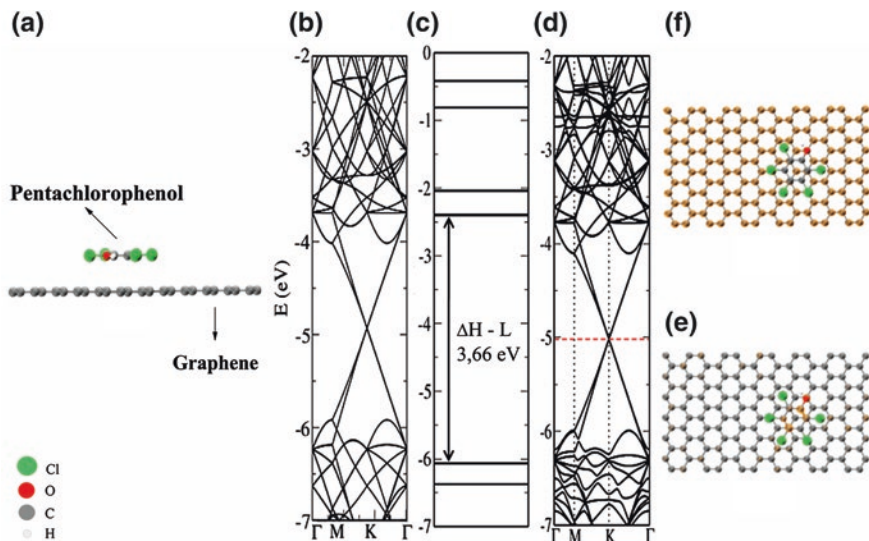 (a)
(b)
(c)
(d)
(f)
Pentachlorophenol
Graphene
Cl
O
C
H
E (eV)
-2
-3
-4
-5
-6
-7
Γ M K Γ
0
-1
-2
-3
-4
-5
-6
-7
ΔH - L
3,66 eV
-2
-3
-4
-5
-6
-7
Γ M K Γ
(e)